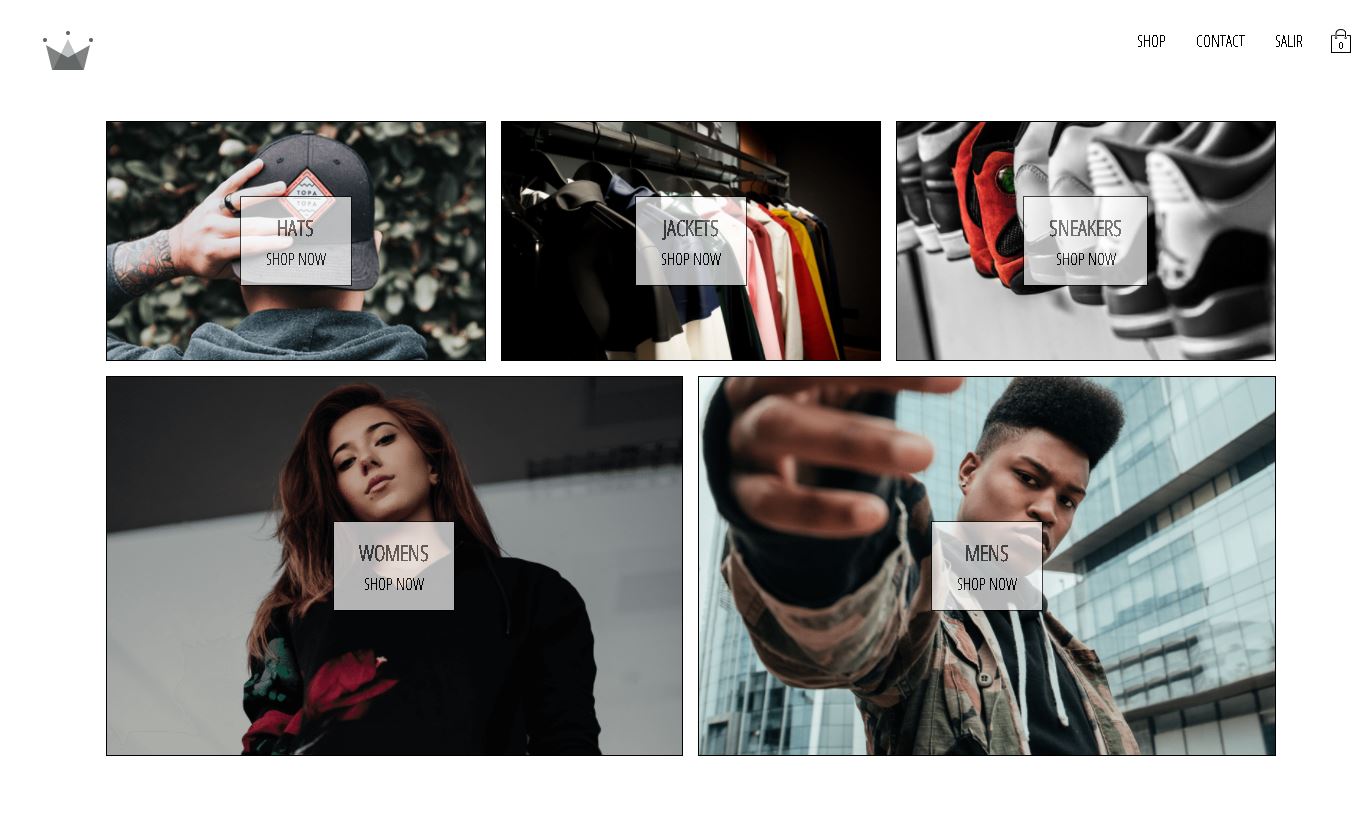 SHOP
CONTACT
SALIR
0
TOPA
TOPA
HATS
SHOP NOW
JACKETS
SHOP NOW
SNEAKERS
SHOP NOW
WOMENS
SHOP NOW
MENS
SHOP NOW